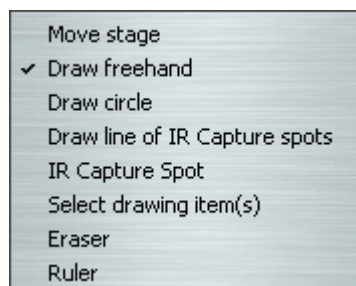 Move stage
Draw freehand
Draw circle
Draw line of IR Capture spots
IR Capture Spot
Select drawing item(s)
Eraser
Ruler